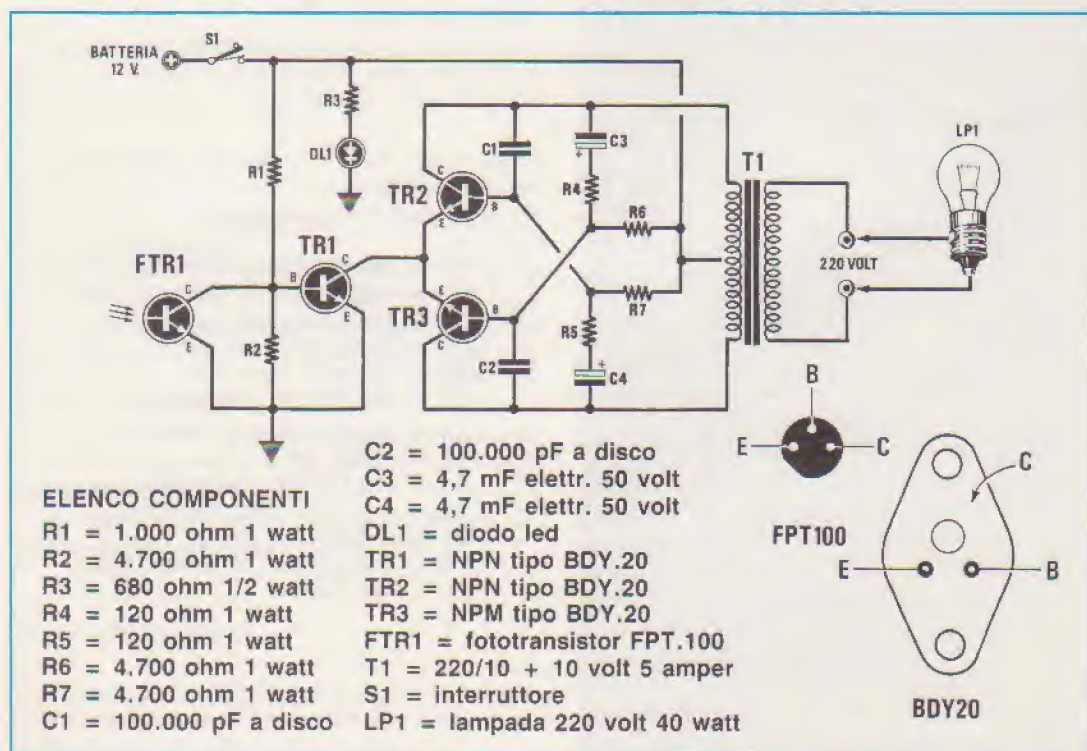 BATTERIA
12 V.
S1
R3
DL1
R1
FTR1
C
E
R2
TR1
B
C
E
TR2
C
B
E
TR3
E
B
C
C1
C2
C3
+
R4
R6
R7
R5
+
C4
T1
220 VOLT
LP1
ELENCO COMPONENTI
R1 = 1.000 ohm 1 watt
R2 = 4.700 ohm 1 watt
R3 = 680 ohm 1/2 watt
R4 = 120 ohm 1 watt
R5 = 120 ohm 1 watt
R6 = 4.700 ohm 1 watt
R7 = 4.700 ohm 1 watt
C1 = 100.000 pF a disco
C2 = 100.000 pF a disco
C3 = 4,7 mF elettr. 50 volt
C4 = 4,7 mF elettr. 50 volt
DL1 = diodo led
TR1 = NPN tipo BDY.20
TR2 = NPN tipo BDY.20
TR3 = NPM tipo BDY.20
FTR1 = fototransistor FPT.100
T1 = 220/10 + 10 volt 5 amper
S1 = interruttore
LP1 = lampada 220 volt 40 watt
B
E
C
FPT100
C
E
B
BDY20